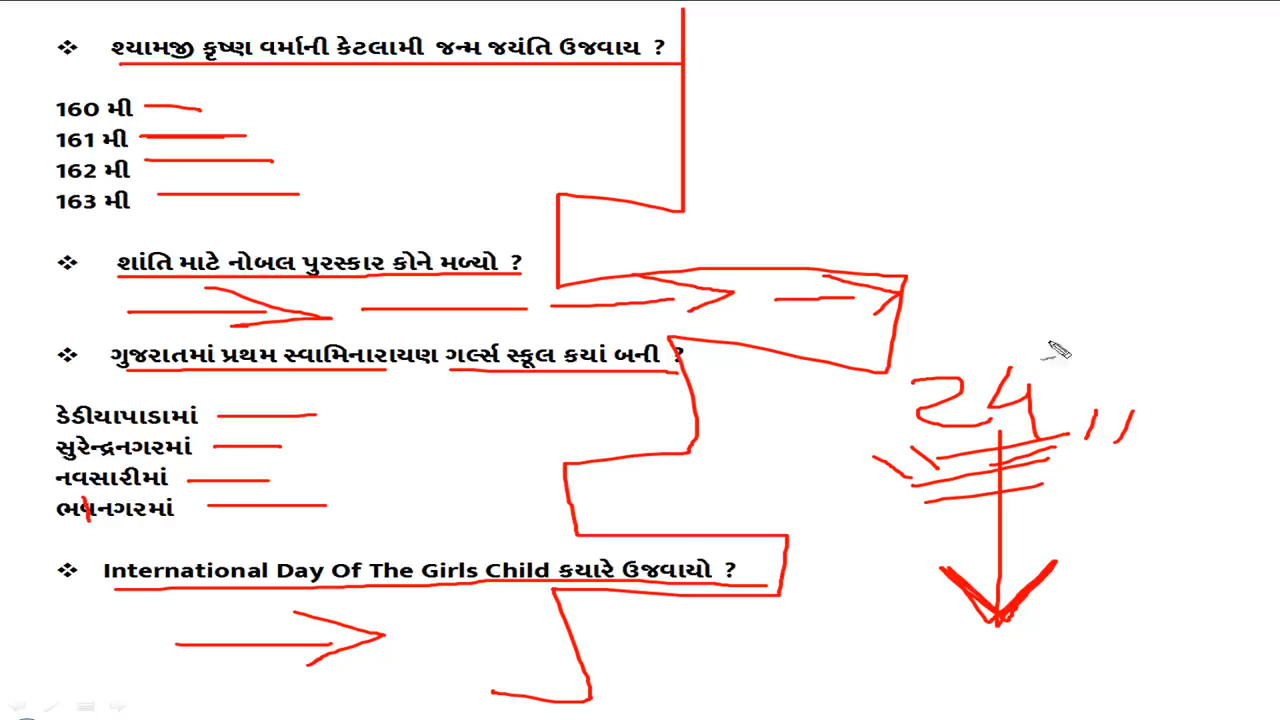 ❖ શ્યામજી કૃષ્ણ વર્માની કેટલામી જન્મ જયંતિ ઉજવાય ?
160 મી
161 મી
162 મી
163 મી
❖ શાંતિ માટે નોબલ પુરસ્કાર કોને મળ્યો ?
❖ ગુજરાતમાં પ્રથમ સ્વામિનારાયણ ગર્લ્સ સ્કૂલ કયાં બની ?
ડેડીયાપાડામાં
સુરેન્દ્રનગરમાં
નવસારીમાં
24
❖ International Day Of The Girls Child કયારે ઉજવાયો ?